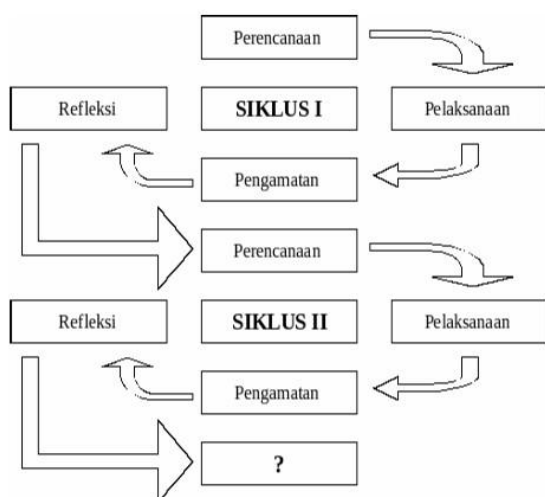 Perencanaan
Refleksi
SIKLUS I
Pelaksanaan
Pengamatan
Perencanaan
Refleksi
SIKLUS II
Pelaksanaan
Pengamatan
?